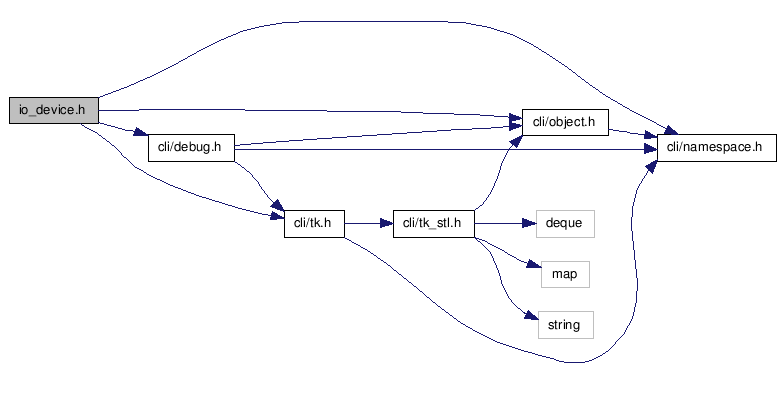 io_device.h
cli/object.h
cli/debug.h
cli/namespace.h
cli/tk.h
cli/tk_stl.h
deque
map
string